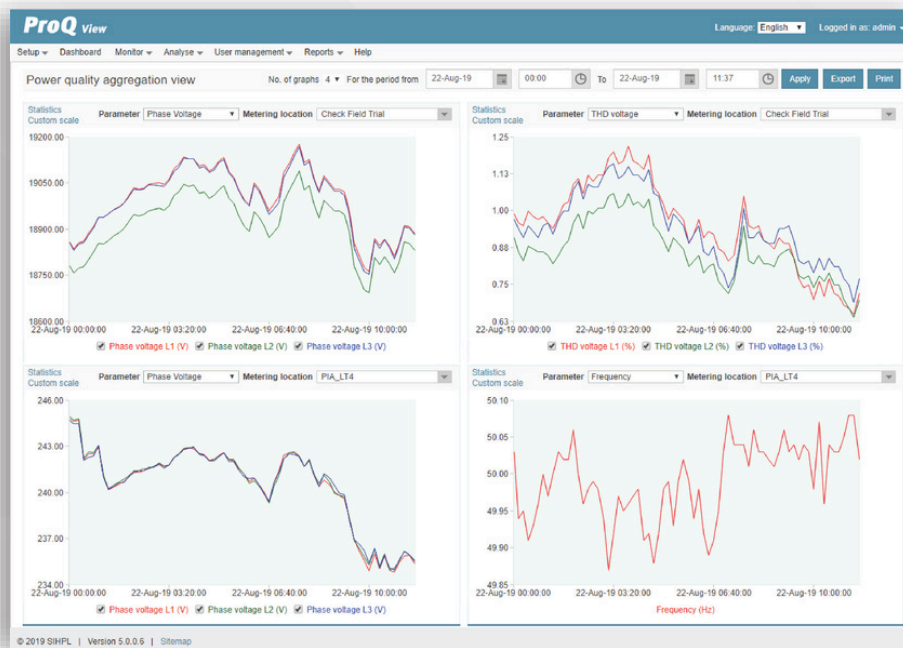 ProQ View Language: English Logged in as: admin
Setup Dashboard Monitor Analyse User management Reports Help
Power quality aggregation view No. of graphs 4 For the period from 22-Aug-19 00:00 To 22-Aug-19 11:37 Apply Export Print
Statistics
Custom scale
Parameter Phase Voltage Metering location Check Field Trial
19200.00
19050.00
18900.00
18750.00
18600.00
22-Aug-19 00:00:00 22-Aug-19 03:20:00 22-Aug-19 06:40:00 22-Aug-19 10:00:00
Phase voltage L1 (V) Phase voltage L2 (V) Phase voltage L3 (V)
Statistics
Custom scale
Parameter THD voltage Metering location Check Field Trial
1.25
1.13
1.00
0.88
0.75
0.63
22-Aug-19 00:00:00 22-Aug-19 03:20:00 22-Aug-19 06:40:00 22-Aug-19 10:00:00
THD voltage L1 (%) THD voltage L2 (%) THD voltage L3 (%)
Statistics
Custom scale
Parameter Phase Voltage Metering location PIA_LT4
246.00
243.00
240.00
237.00
234.00
22-Aug-19 00:00:00 22-Aug-19 03:20:00 22-Aug-19 06:40:00 22-Aug-19 10:00:00
Phase voltage L1 (V) Phase voltage L2 (V) Phase voltage L3 (V)
Statistics
Custom scale
Parameter Frequency Metering location PIA_LT4
50.10
50.05
50.00
49.95
49.90
49.85
22-Aug-19 00:00:00 22-Aug-19 03:20:00 22-Aug-19 06:40:00 22-Aug-19 10:00:00
Frequency (Hz)
© 2019 SIHPL | Version 5.0.0.6 | Sitemap